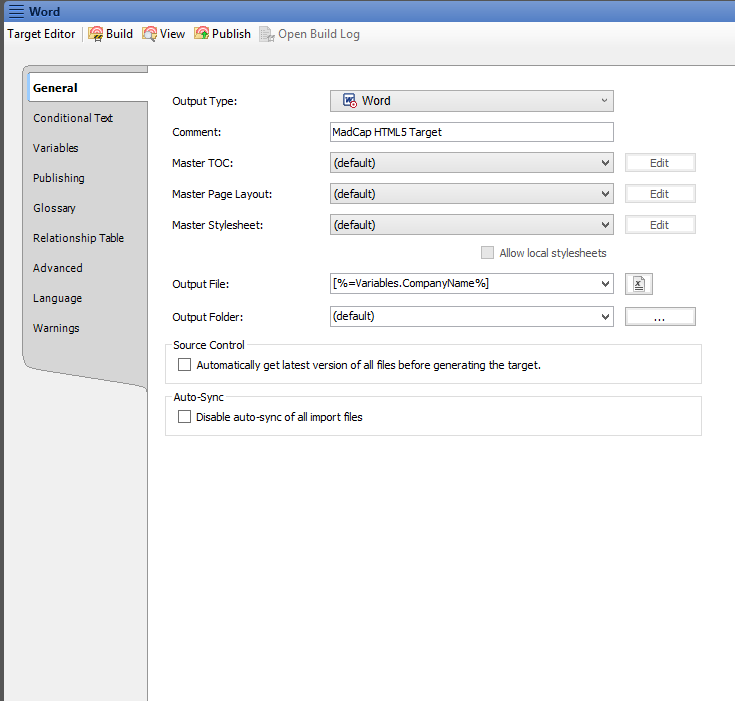 Word
Target Editor Build View Publish Open Build Log
General
Conditional Text
Variables
Publishing
Glossary
Relationship Table
Advanced
Language
Warnings
Output Type: Word
Comment: MadCap HTML5 Target
Master TOC: (default) Edit
Master Page Layout: (default) Edit
Master Stylesheet: (default) Edit
Allow local stylesheets
Output File: [%=Variables.CompanyName%]
Output Folder: (default) ...
Source Control
Automatically get latest version of all files before generating the target.
Auto-Sync
Disable auto-sync of all import files